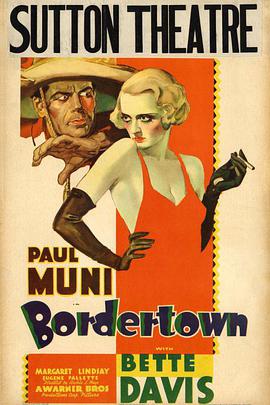 SUTTON THEATRE
PAUL
MUNI
in
Bordertown
WITH
BETTE
DAVIS
MARGARET LINDSAY
EUGENE PALLETTE
A WARNER BROS